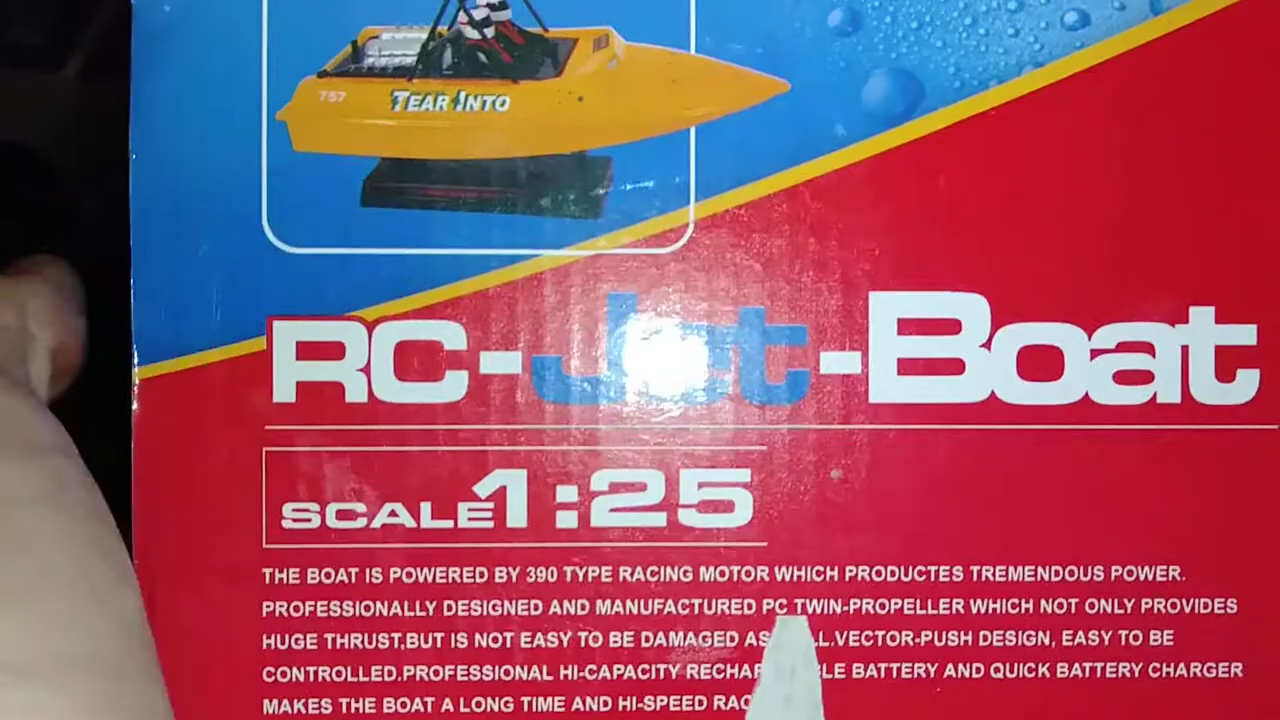 757
TEAR INTO
RC-Jet-Boat
SCALE 1:25
THE BOAT IS POWERED BY 390 TYPE RACING MOTOR WHICH PRODUCTES TREMENDOUS POWER.
PROFESSIONALLY DESIGNED AND MANUFACTURED PC TWIN-PROPELLER WHICH NOT ONLY PROVIDES
HUGE THRUST,BUT IS NOT EASY TO BE DAMAGED AS .VECTOR-PUSH DESIGN, EASY TO BE
CONTROLLED.PROFESSIONAL HI-CAPACITY BATTERY AND QUICK BATTERY CHARGER
MAKES THE BOAT A LONG TIME AND HI-SPEED